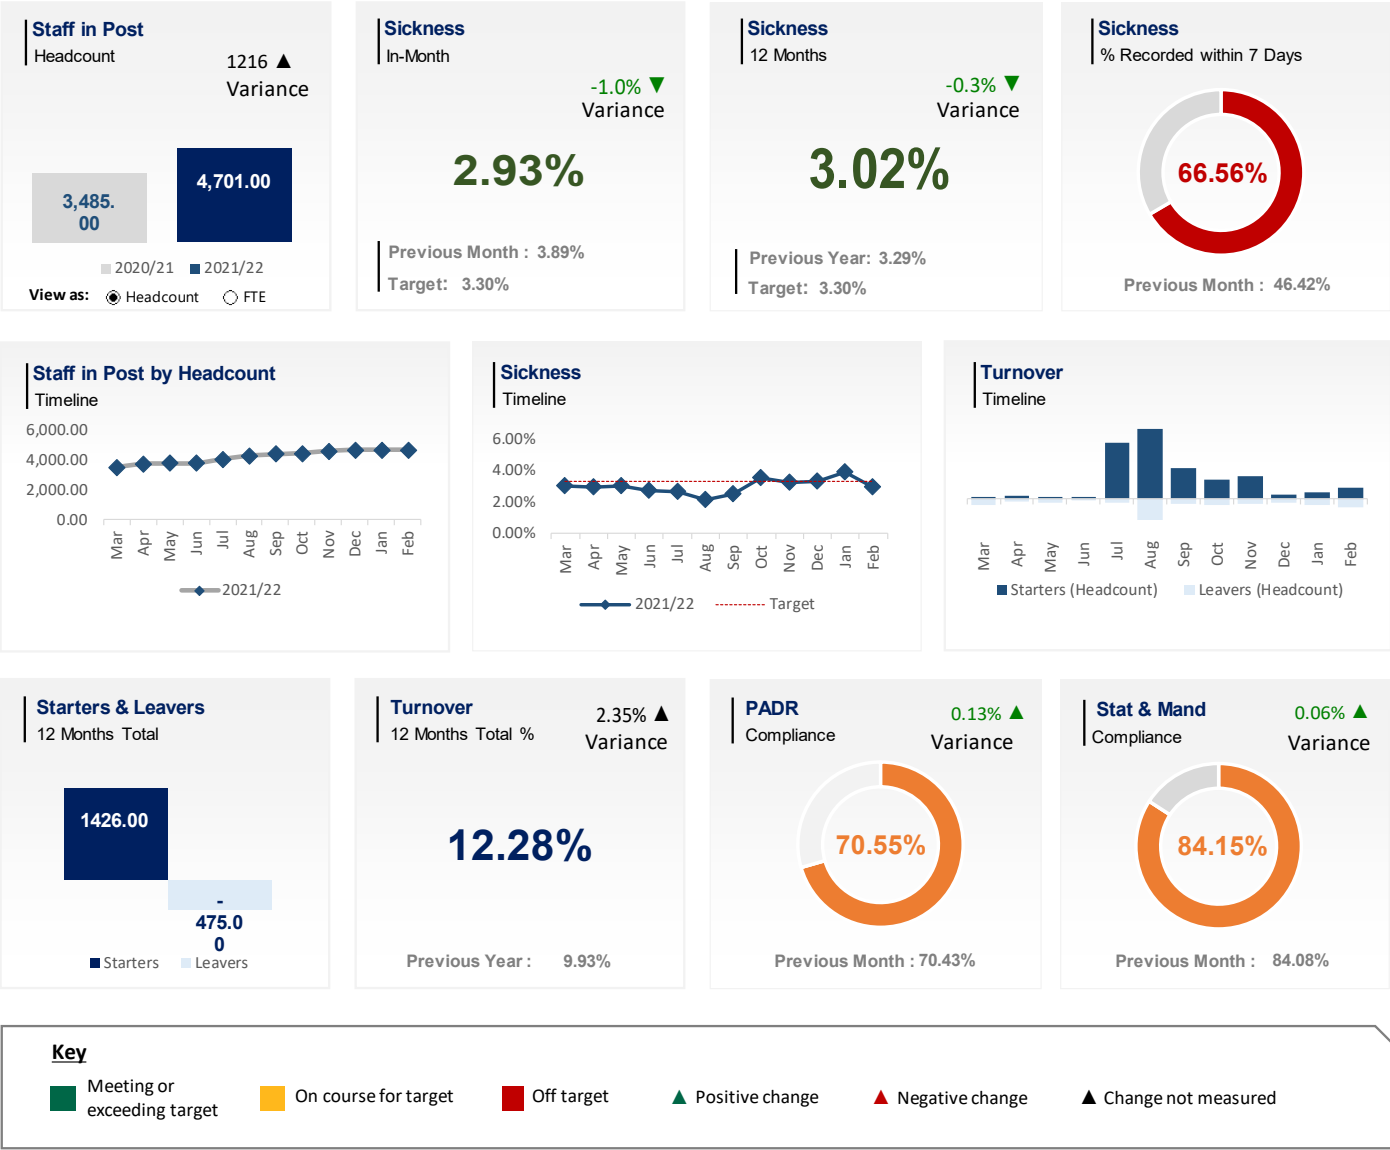 Staff in Post
Headcount
1216 ▲
Variance
3,485.
00
4,701.00
2020/21 2021/22
View as: Headcount FTE
Sickness
In-Month
-1.0% ▼
Variance
2.93%
Previous Month : 3.89%
Target: 3.30%
Sickness
12 Months
-0.3% ▼
Variance
3.02%
Previous Year: 3.29%
Target: 3.30%
Sickness
% Recorded within 7 Days
66.56%
Previous Month : 46.42%
Staff in Post by Headcount
Timeline
6,000.00
4,000.00
2,000.00
0.00
Mar Apr May Jun Jul Aug Sep Oct Nov Dec Jan Feb
2021/22
Sickness
Timeline
6.00%
4.00%
2.00%
0.00%
Mar Apr May Jun Jul Aug Sep Oct Nov Dec Jan Feb
2021/22 Target
Turnover
Timeline
Mar Apr May Jun Jul Aug Sep Oct Nov Dec Jan Feb
Starters (Headcount) Leavers (Headcount)
Starters & Leavers
12 Months Total
1426.00
-
475.0
0
Starters Leavers
Turnover
12 Months Total %
2.35% ▲
Variance
12.28%
Previous Year : 9.93%
PADR
Compliance
0.13% ▲
Variance
70.55%
Previous Month : 70.43%
Stat & Mand
Compliance
0.06% ▲
Variance
84.15%
Previous Month : 84.08%
Key
Meeting or
exceeding target
On course for target
Off target
▲ Positive change
▲ Negative change
▲ Change not measured